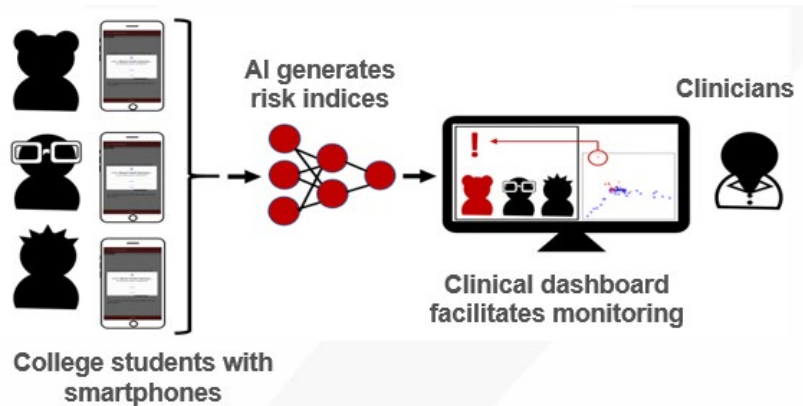 AI generates
risk indices
Clinicians
!
Clinical dashboard
facilitates monitoring
College students with
smartphones